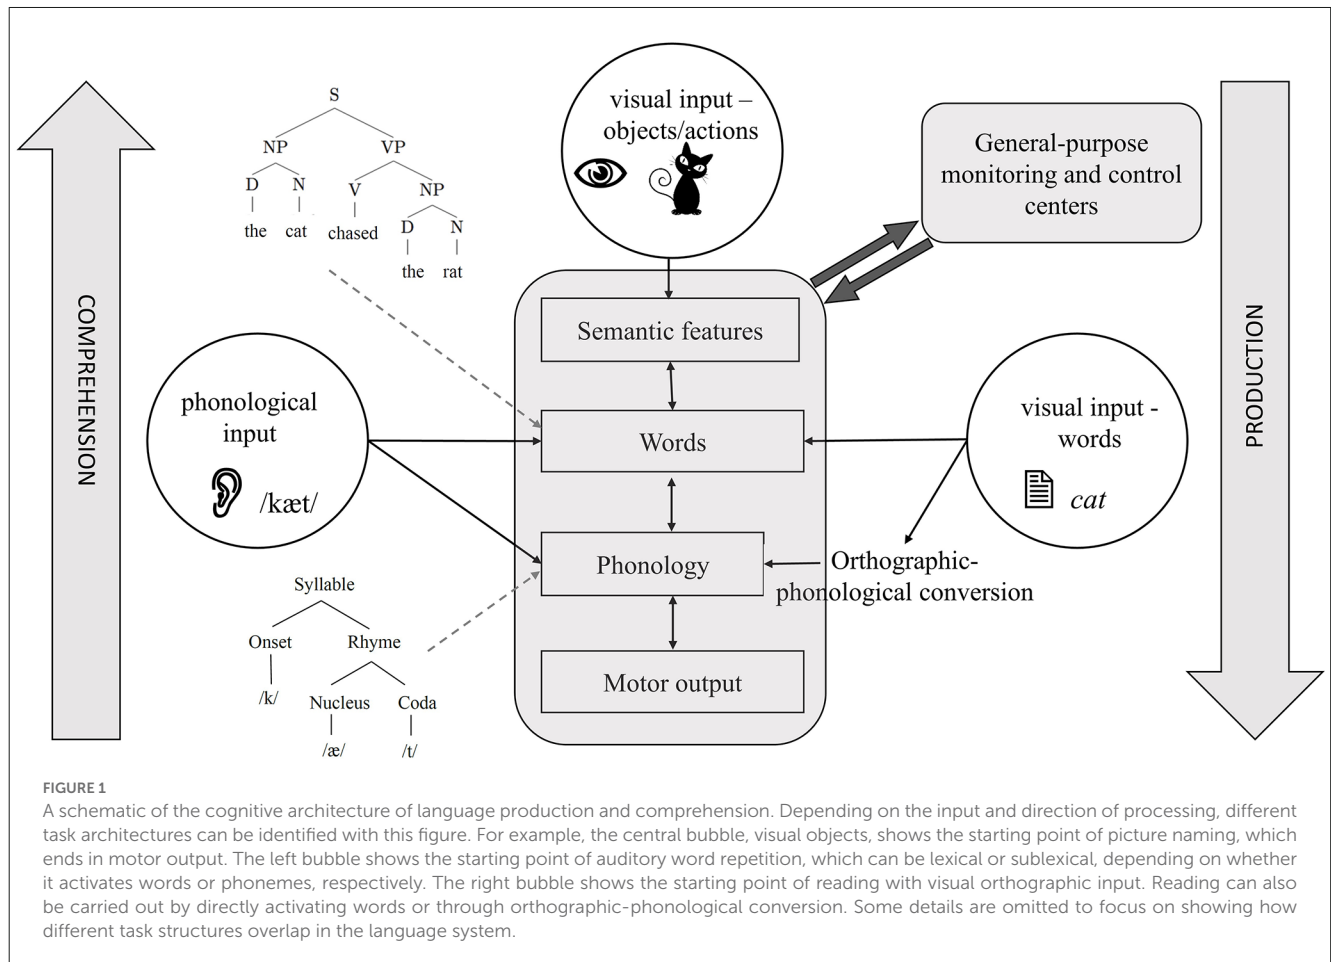 COMPREHENSION
S
NP VP
D N V NP
the cat chased D N
the rat
visual input –
objects/actions
General-purpose
monitoring and control
centers
PRODUCTION
phonological
input
/kæt/
Semantic features
Words
Phonology
Motor output
visual input -
words
cat
Orthographic-
phonological conversion
Syllable
Onset Rhyme
/k/ Nucleus Coda
/æ/ /t/
FIGURE 1
A schematic of the cognitive architecture of language production and comprehension. Depending on the input and direction of processing, different
task architectures can be identified with this figure. For example, the central bubble, visual objects, shows the starting point of picture naming, which
ends in motor output. The left bubble shows the starting point of auditory word repetition, which can be lexical or sublexical, depending on whether
it activates words or phonemes, respectively. The right bubble shows the starting point of reading with visual orthographic input. Reading can also
be carried out by directly activating words or through orthographic-phonological conversion. Some details are omitted to focus on showing how
different task structures overlap in the language system.